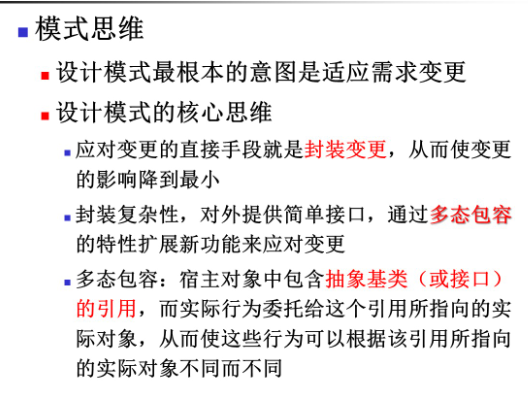 模式思维
设计模式最根本的意图是适应需求变更
设计模式的核心思维
应对变更的直接手段就是封装变更，从而使变更
的影响降到最小
封装复杂性，对外提供简单接口，通过多态包容
的特性扩展新功能来应对变更
多态包容：宿主对象中包含抽象基类（或接口）
的引用，而实际行为委托给这个引用所指向的实
际对象，从而使这些行为可以根据该引用所指向
的实际对象不同而不同